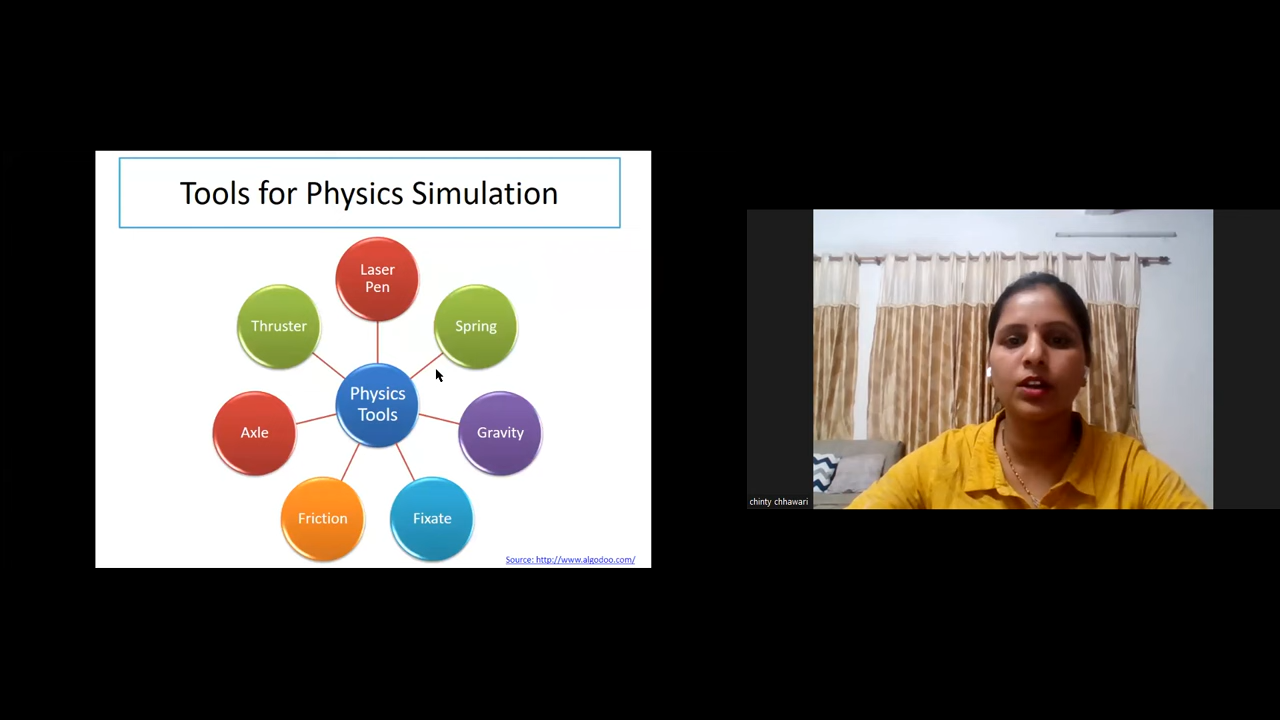 Tools for Physics Simulation
Laser
Pen
Thruster
Spring
Physics
Tools
Axle
Gravity
Friction
Fixate
Source: http://www.algodoo.com/
chinty chhawari